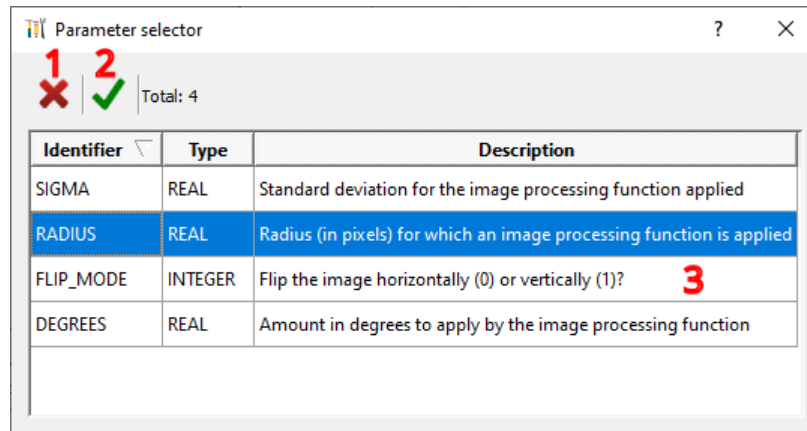 Parameter selector ?
1 2
Total: 4
Identifier Type Description
SIGMA REAL Standard deviation for the image processing function applied
RADIUS REAL Radius (in pixels) for which an image processing function is applied
FLIP_MODE INTEGER Flip the image horizontally (0) or vertically (1)? 3
DEGREES REAL Amount in degrees to apply by the image processing function